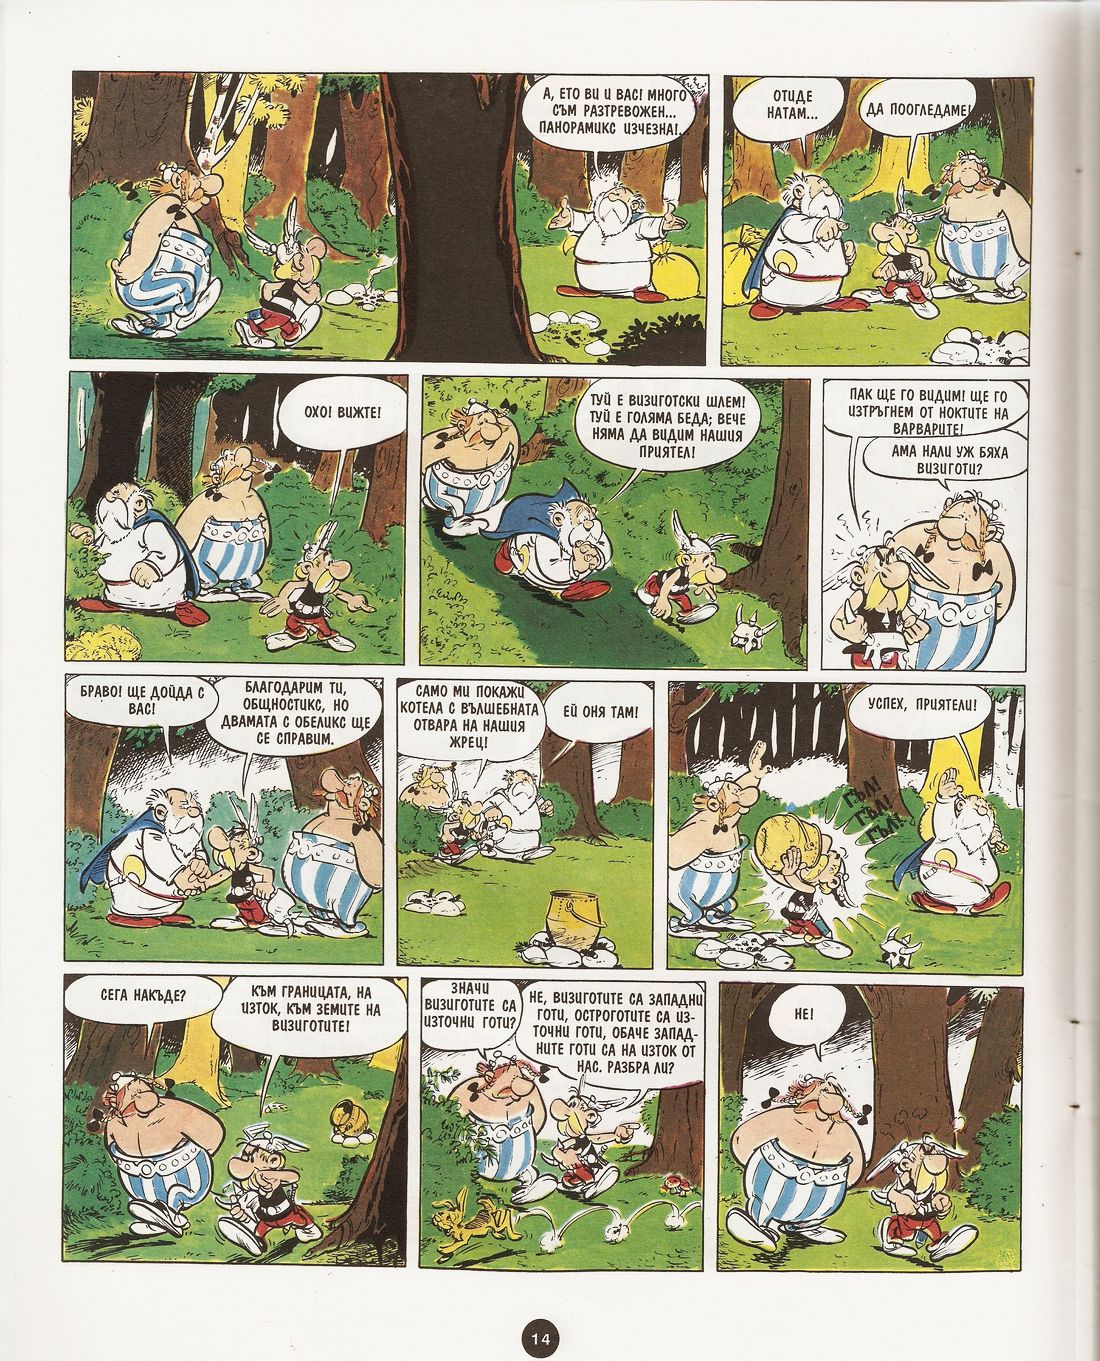 А, ЕТО ВИ И ВАС! МНОГО
СЪМ РАЗТРЕВОЖЕН...
ПАНОРАМИКС ИЗЧЕЗНА!...
ОТИДЕ
НАТАМ...
ДА ПООГЛЕДАМЕ!
ОХО! ВИЖТЕ!
ТУЙ Е ВИЗИГОТСКИ ШЛЕМ!
ТУЙ Е ГОЛЯМА БЕДА; ВЕЧЕ
НЯМА ДА ВИДИМ НАШИЯ
ПРИЯТЕЛ!
ПАК ЩЕ ГО ВИДИМ! ЩЕ ГО
ИЗТРЪГНЕМ ОТ НОКТИТЕ НА
ВАРВАРИТЕ!
АМА НАЛИ УЖ БЯХА
ВИЗИГОТИ?
БРАВО! ЩЕ ДОЙДА С
ВАС!
БЛАГОДАРИМ ТИ,
ОБЩНОСТИКС, НО
ДВАМАТА С ОБЕЛИКС ЩЕ
СЕ СПРАВИМ.
САМО МИ ПОКАЖИ
КОТЕЛА С ВЪЛШЕБНАТА
ОТВАРА НА НАШИЯ
ЖРЕЦ!
ЕЙ ОНЯ ТАМ!
ГЪЛ!
ГЪЛ!
ГЪЛ!
УСПЕХ, ПРИЯТЕЛИ!
СЕГА НАКЪДЕ?
КЪМ ГРАНИЦАТА, НА
ИЗТОК, КЪМ ЗЕМИТЕ НА
ВИЗИГОТИТЕ!
ЗНАЧИ
ВИЗИГОТИТЕ СА
ИЗТОЧНИ ГОТИ?
НЕ, ВИЗИГОТИТЕ СА ЗАПАДНИ
ГОТИ, ОСТРОГОТИТЕ СА ИЗ-
ТОЧНИ ГОТИ, ОБАЧЕ ЗАПАД-
НИТЕ ГОТИ СА НА ИЗТОК ОТ
НАС. РАЗБРА ЛИ?
НЕ!
14